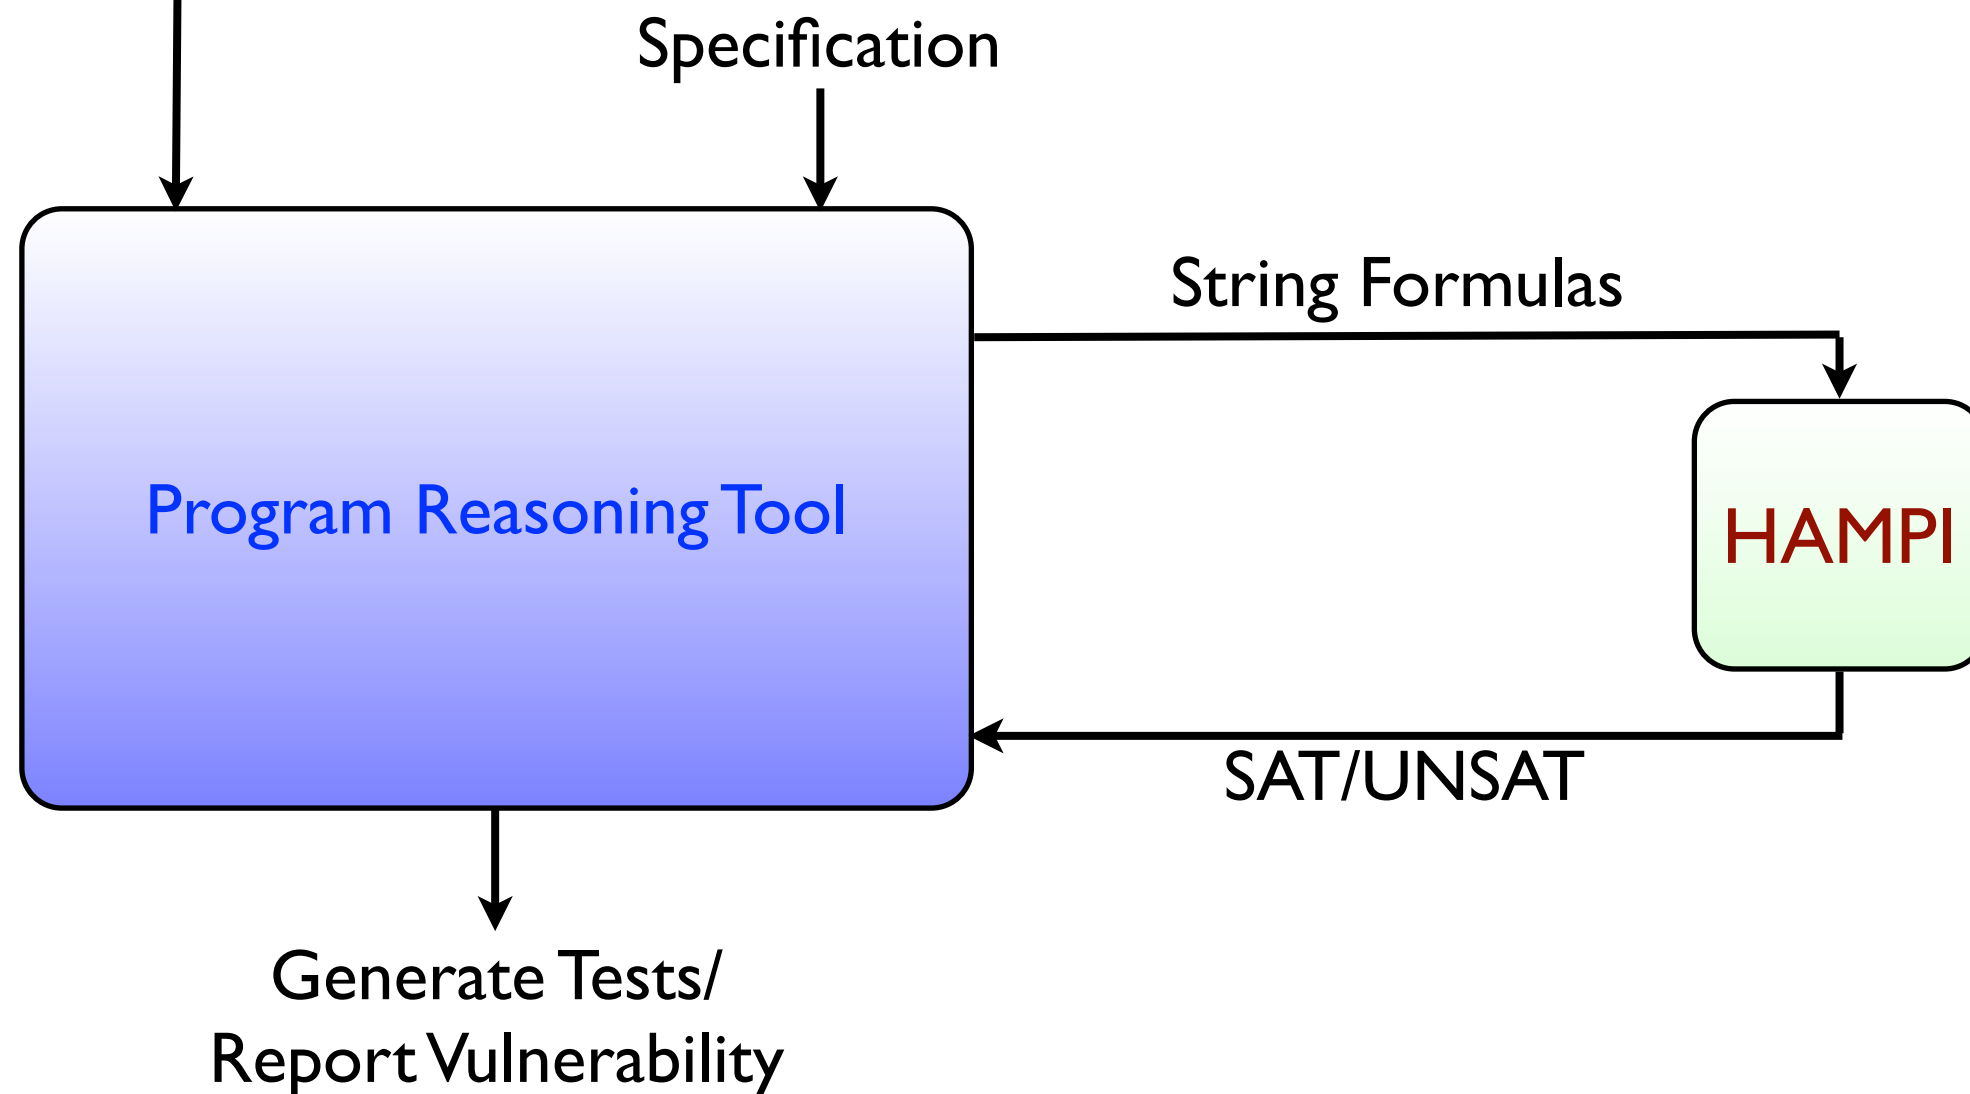 Specification
String Formulas
Program Reasoning Tool
HAMPI
SAT/UNSAT
Generate Tests/
Report Vulnerability